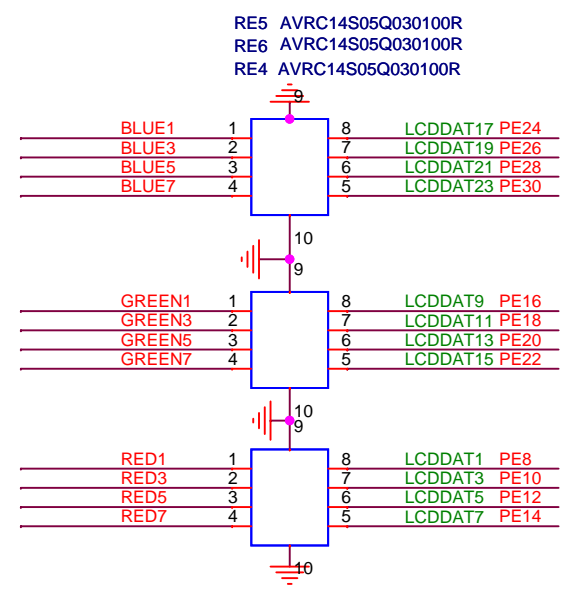 RE5 AVRC14S05Q030100R
RE6 AVRC14S05Q030100R
RE4 AVRC14S05Q030100R
9
BLUE1 1 8 LCDDAT17 PE24
BLUE3 2 7 LCDDAT19 PE26
BLUE5 3 6 LCDDAT21 PE28
BLUE7 4 5 LCDDAT23 PE30
10
9
GREEN1 1 8 LCDDAT9 PE16
GREEN3 2 7 LCDDAT11 PE18
GREEN5 3 6 LCDDAT13 PE20
GREEN7 4 5 LCDDAT15 PE22
10
9
RED1 1 8 LCDDAT1 PE8
RED3 2 7 LCDDAT3 PE10
RED5 3 6 LCDDAT5 PE12
RED7 4 5 LCDDAT7 PE14
10